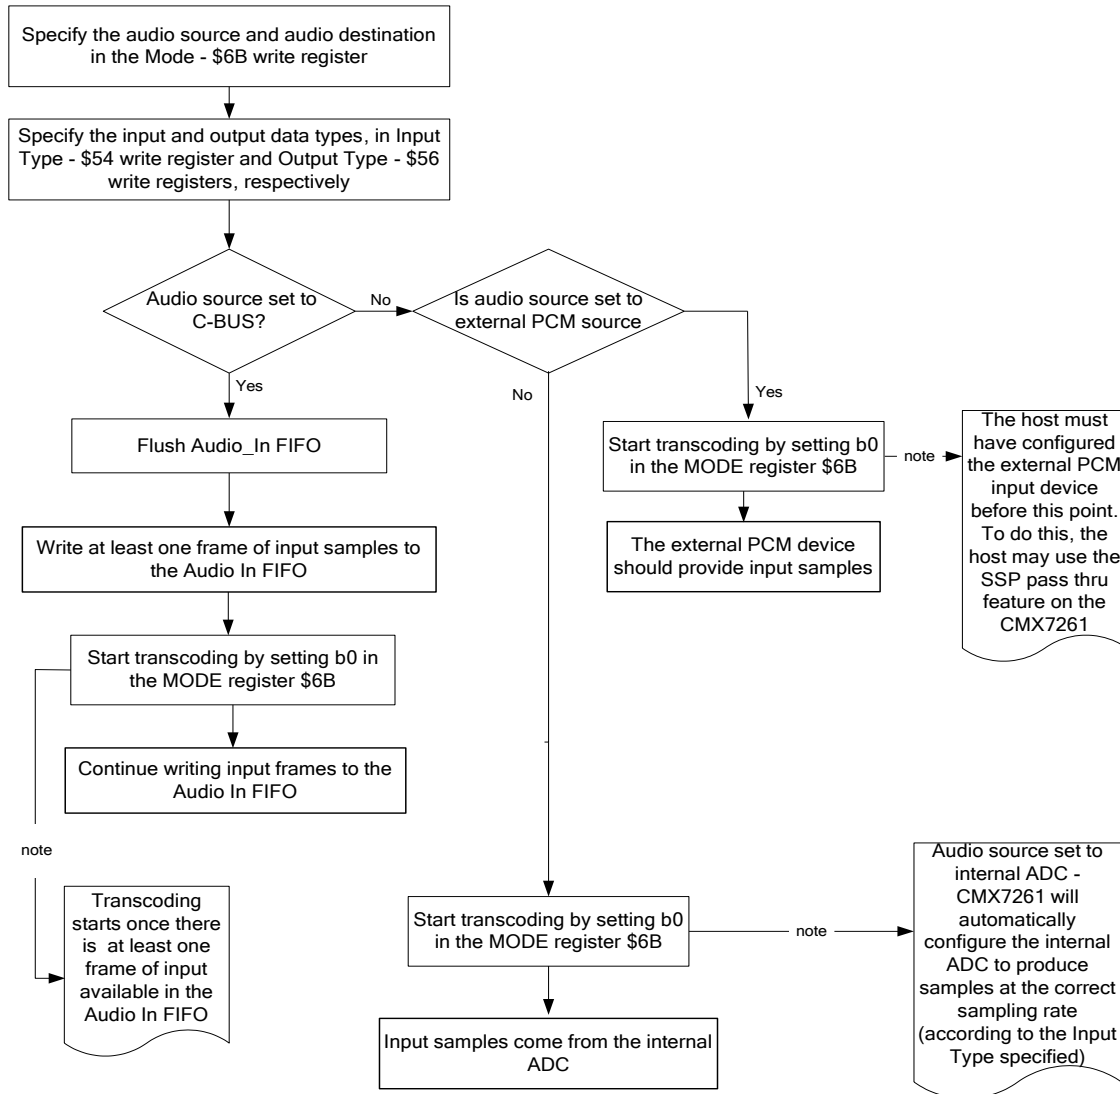 Specify the audio source and audio destination
in the Mode - $6B write register
Specify the input and output data types, in Input
Type - $54 write register and Output Type - $56
write registers, respectively
Audio source set to
C-BUS?
No
Is audio source set to
external PCM source
Yes
No
Yes
Flush Audio_In FIFO
Write at least one frame of input samples to
the Audio In FIFO
Start transcoding by setting b0 in
the MODE register $6B
Continue writing input frames to the
Audio In FIFO
note
Transcoding
starts once there
is at least one
frame of input
available in the
Audio In FIFO
Start transcoding by setting b0
in the MODE register $6B
note
The host must
have configured
the external PCM
input device
before this point.
To do this, the
host may use the
SSP pass thru
feature on the
CMX7261
The external PCM device
should provide input samples
Start transcoding by setting b0
in the MODE register $6B
note
Audio source set to
internal ADC -
CMX7261 will
automatically
configure the internal
ADC to produce
samples at the correct
sampling rate
(according to the Input
Type specified)
Input samples come from the internal
ADC